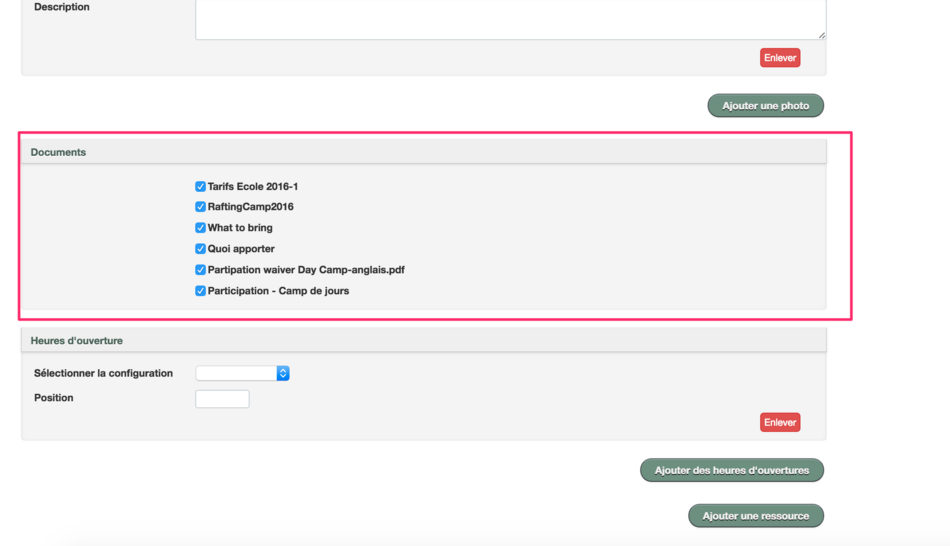 Description
Enlever
Ajouter une photo
Documents
Tarifs Ecole 2016-1
RaftingCamp2016
What to bring
Quoi apporter
Partipation waiver Day Camp-anglais.pdf
Participation - Camp de jours
Heures d'ouverture
Sélectionner la configuration
Position
Enlever
Ajouter des heures d'ouvertures
Ajouter une ressource